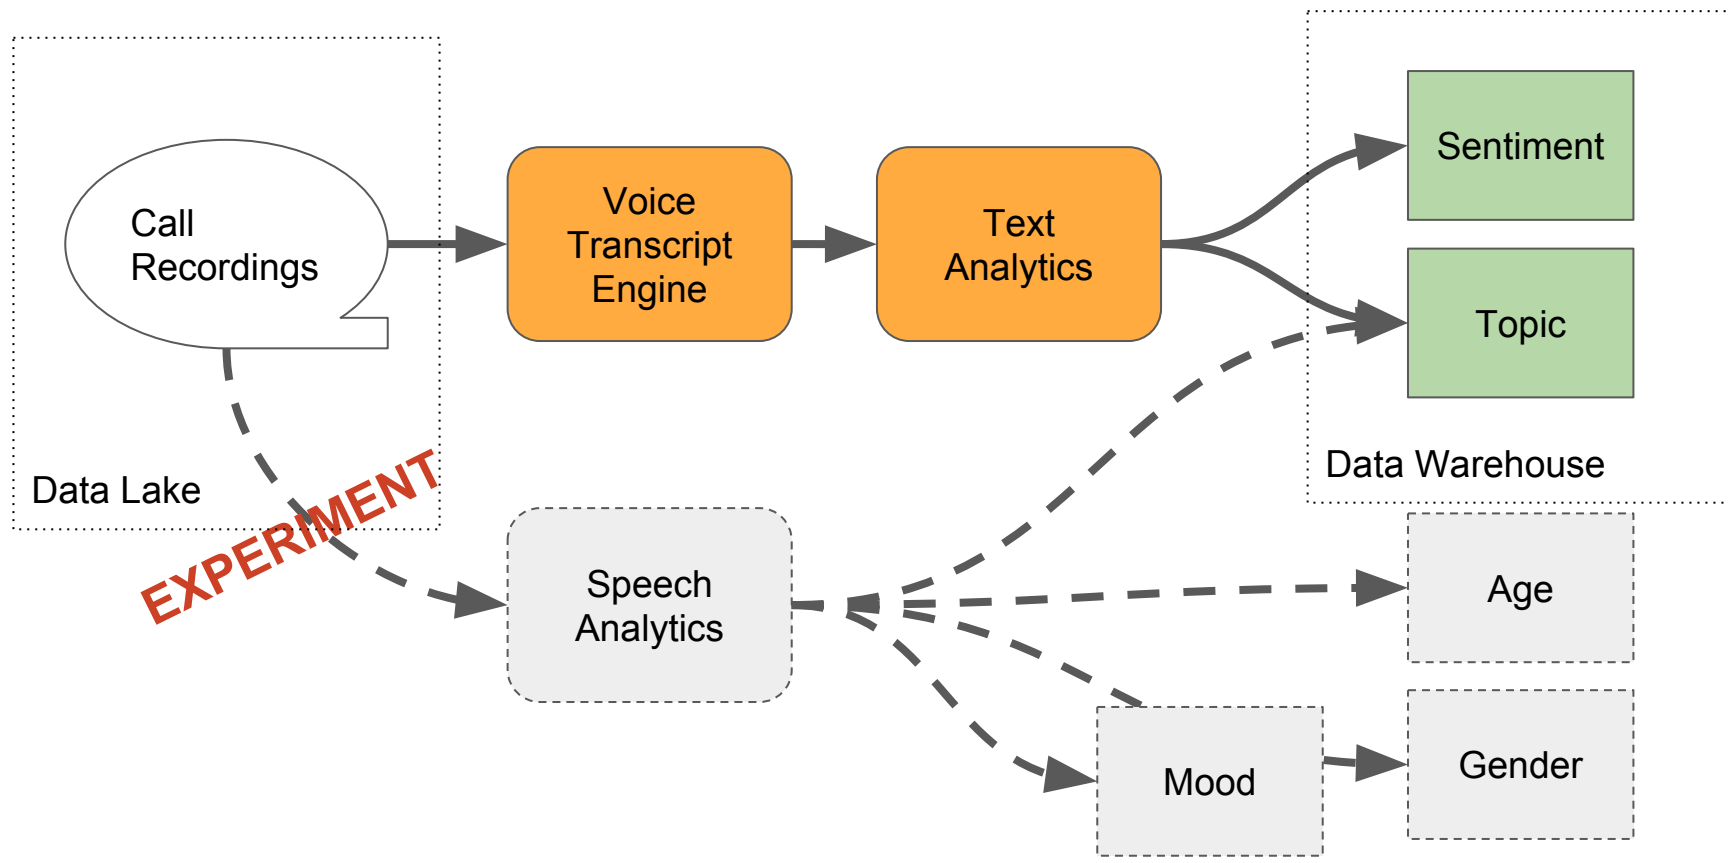 Call
Recordings
Voice
Transcript
Engine
Text
Analytics
Sentiment
Topic
Data Lake
Data Warehouse
EXPERIMENT
Speech
Analytics
Age
Mood
Gender